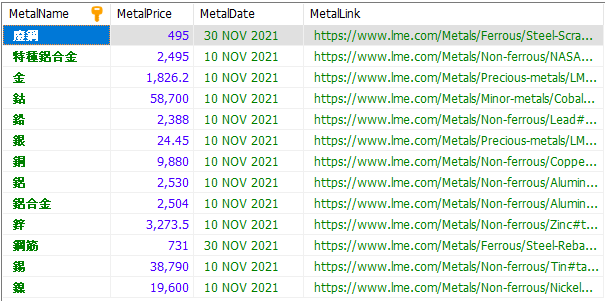 MetalName MetalPrice MetalDate MetalLink
廢鋼 495 30 NOV 2021 https://www.lme.com/Metals/Ferrous/Steel-Scra...
特種鋁合金 2,495 10 NOV 2021 https://www.lme.com/Metals/Non-ferrous/NASA...
金 1,826.2 10 NOV 2021 https://www.lme.com/Metals/Precious-metals/LM...
鈷 58,700 10 NOV 2021 https://www.lme.com/Metals/Minor-metals/Cobal...
鉛 2,388 10 NOV 2021 https://www.lme.com/Metals/Non-ferrous/Lead#...
銀 24.45 10 NOV 2021 https://www.lme.com/Metals/Precious-metals/LM...
銅 9,880 10 NOV 2021 https://www.lme.com/Metals/Non-ferrous/Coppe...
鋁 2,530 10 NOV 2021 https://www.lme.com/Metals/Non-ferrous/Alumin...
鋁合金 2,504 10 NOV 2021 https://www.lme.com/Metals/Non-ferrous/Alumin...
鋅 3,273.5 10 NOV 2021 https://www.lme.com/Metals/Non-ferrous/Zinc#t...
鋼筋 731 30 NOV 2021 https://www.lme.com/Metals/Ferrous/Steel-Reba...
錫 38,790 10 NOV 2021 https://www.lme.com/Metals/Non-ferrous/Tin#ta...
鎳 19,600 10 NOV 2021 https://www.lme.com/Metals/Non-ferrous/Nickel...